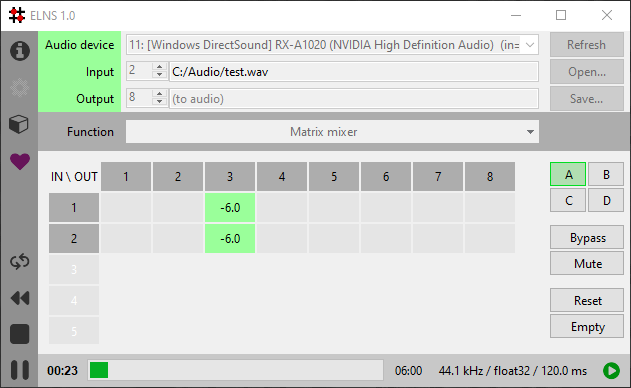 ELNS 1.0
Audio device 11: [Windows DirectSound] RX-A1020 (NVIDIA High Definition Audio) (in= Refresh
Input 2 C:/Audio/test.wav Open...
Output 8 (to audio) Save...
Function Matrix mixer
IN \ OUT 1 2 3 4 5 6 7 8 A B
1 -6.0 C D
2 -6.0 Bypass
3 Mute
4 Reset
5 Empty
00:23 06:00 44.1 kHz / float32 / 120.0 ms